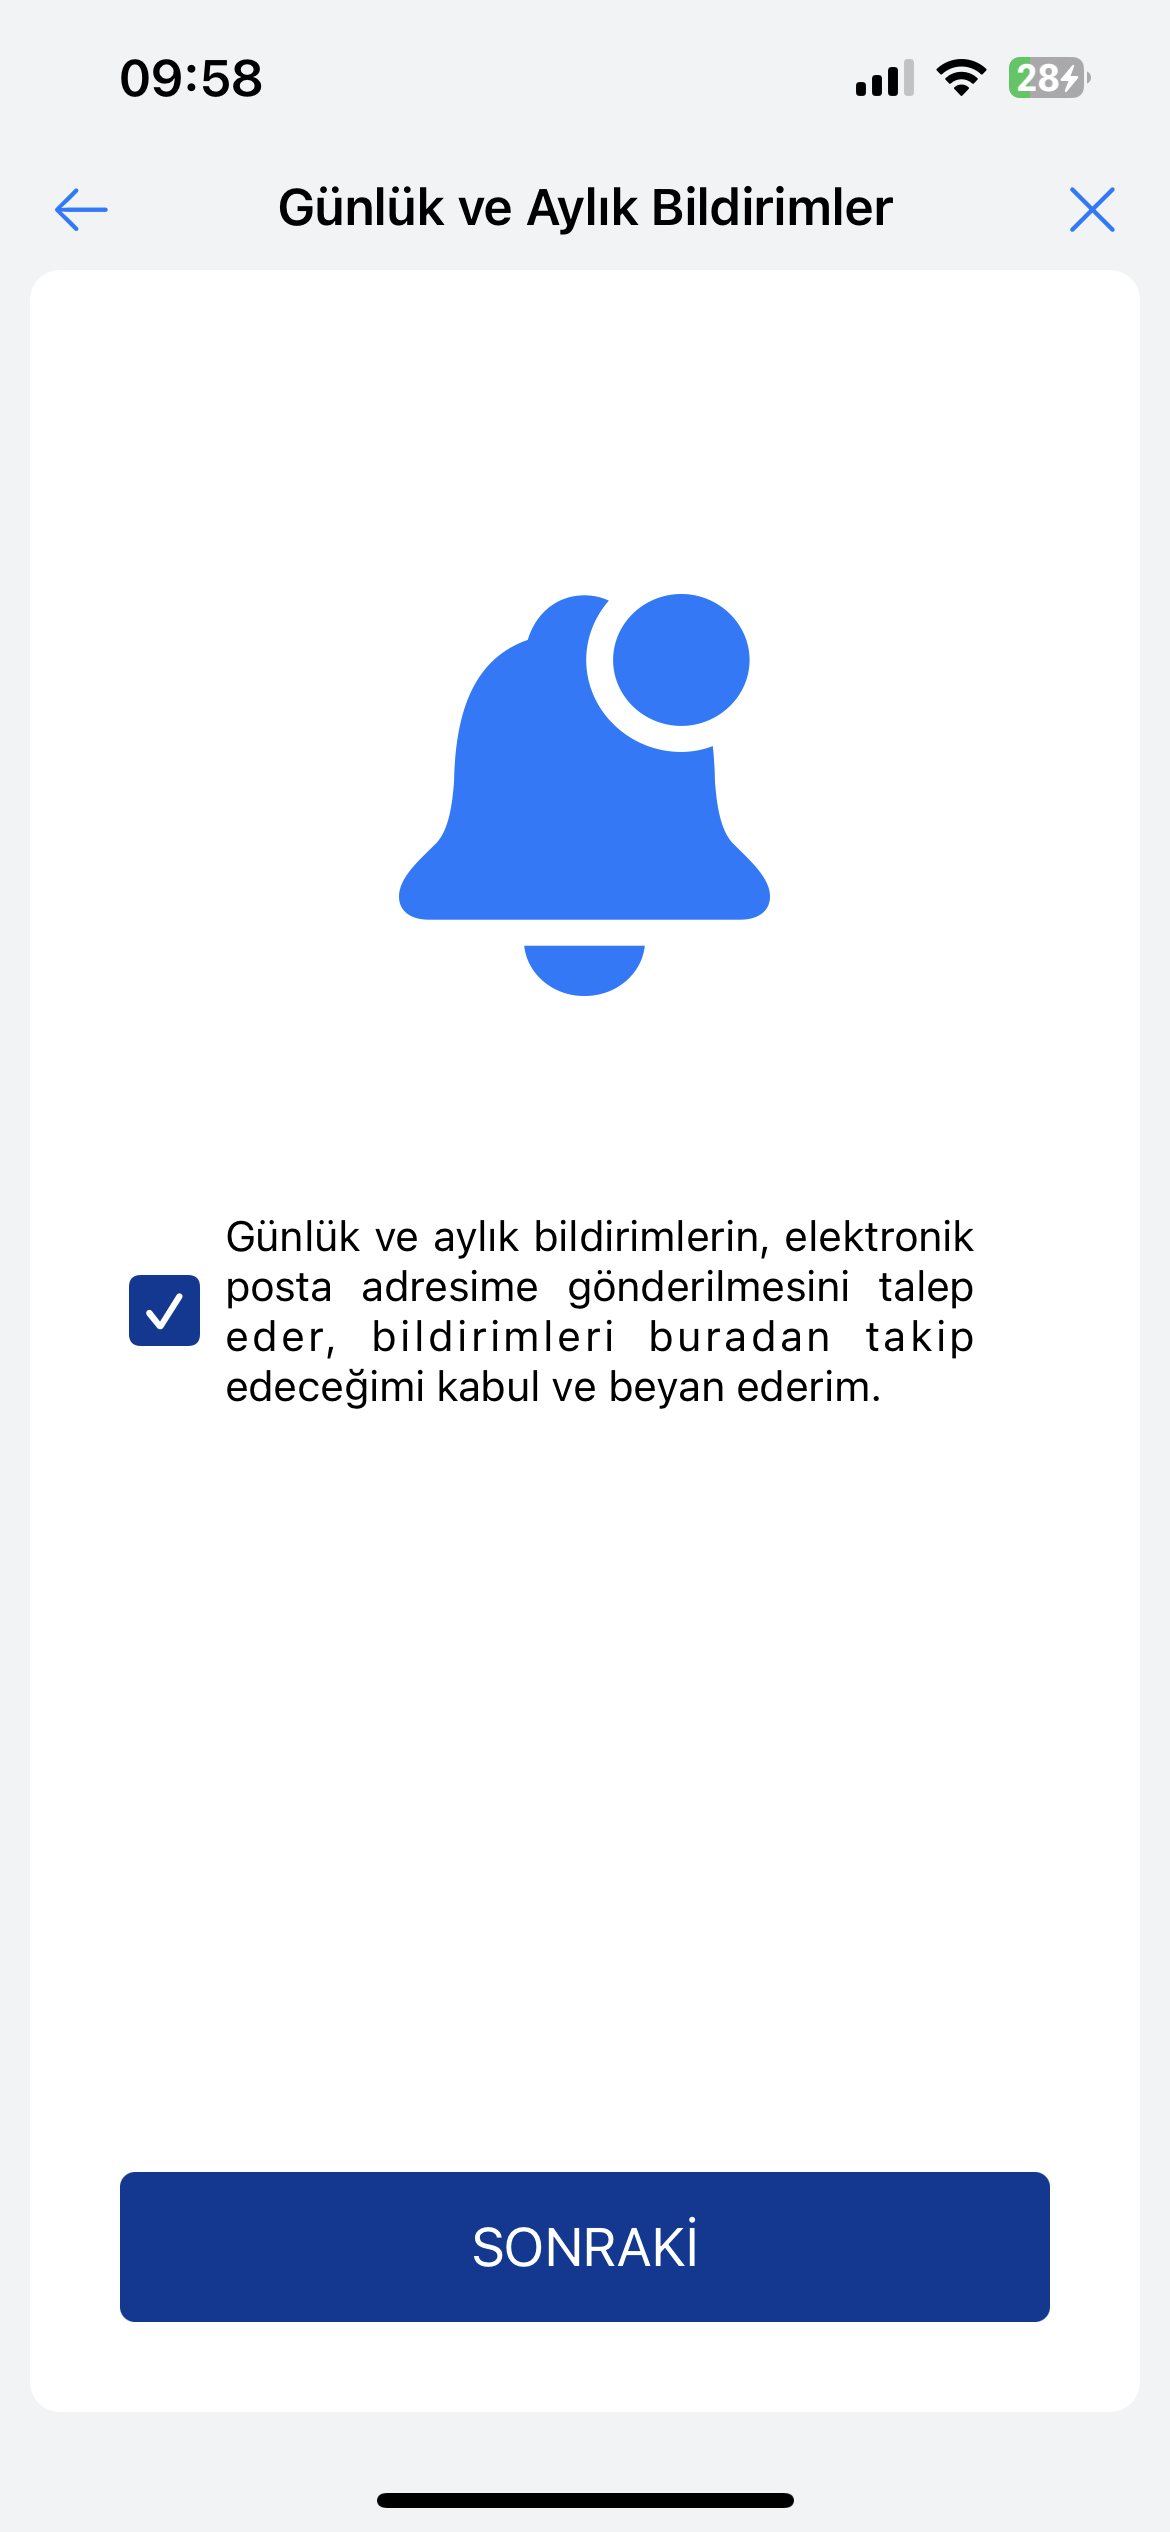 09:58
28
Günlük ve Aylık Bildirimler
Günlük ve aylık bildirimlerin, elektronik
posta adresime gönderilmesini talep
eder, bildirimleri buradan takip
edeceğimi kabul ve beyan ederim.
SONRAKİ